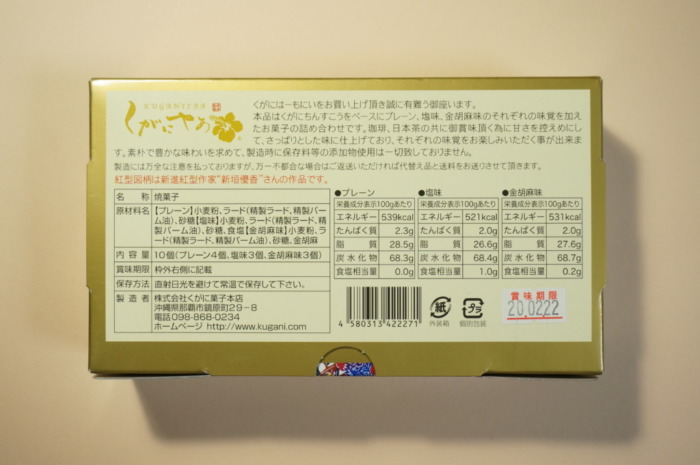 KUGANITISA
くがにちぃさあ
くがにはーもにいをお買い上げ頂き誠に有難う御座います。
本品はくがにちんすこうをベースにプレーン、塩味、金胡麻味のそれぞれの味覚を加え
たお菓子の詰め合わせです。珈琲、日本茶の共に御賞味頂く為に甘さを控えめにし
て、さっぱりとした味に仕上げており、それぞれの味覚をお楽しみいただく事が出来ま
す。素朴で豊かな味わいを求めて、製造時に保存料等の添加物使用は一切致しておりません。
製造には万全な注意を払っておりますが、万一不都合な場合はご返送いただければ代替え品と送料をお送りさせて頂きます。
紅型図柄は新進紅型作家"新垣優香"さんの作品です。
名 称 焼菓子
原材料名 【プレーン】小麦粉、ラード(精製ラード、精製パー
ム油)、砂糖【塩味】小麦粉、ラード(精製ラード、
精製パーム油)、砂糖、食塩【金胡麻味】小麦粉、ラー
ド(精製ラード、精製パーム油)、砂糖、金胡麻
内 容 量 10個(プレーン4個、塩味3個、金胡麻味3個)
賞味期限 枠外右側に記載
保存方法 直射日光を避けて常温で保存して下さい。
製 造 者 株式会社くがに菓子本店
沖縄県那覇市鏡原町29-8
電話098-868-0234
ホームページ http://www.kugani.com
●プレーン
栄養成分表示100gあたり
エネルギー 539kcal
たんぱく質 2.3g
脂 質 28.5g
炭水化物 68.3g
食塩相当量 0.0g
●塩味
栄養成分表示100gあたり
エネルギー 521kcal
たんぱく質 2.0g
脂 質 26.6g
炭水化物 68.4g
食塩相当量 1.0g
●金胡麻味
栄養成分表示100gあたり
エネルギー 531kcal
たんぱく質 2.0g
脂 質 27.6g
炭水化物 68.7g
食塩相当量 0.2g
4 580313 422271
紙
外装箱
プラ
個別包装
賞味期限
20.02.22